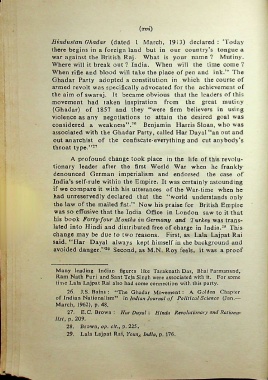 (xvi)
Hindustan Ghadar (dated 1 March, 1913) declared : 'Today
there begins in a foreign land but in our country's tongue a
war against the British Raj. What is your name ? Mutiny.
Where will it break out ? India. When will the time come ?
When rifle and blood will take the place of pen and ink." The
Ghadar Party adopted a constitution in which the course of
armed revolt was specifically advocated for the achievement of
the aim of swaraj. It became obvious that the leaders of this
movement had taken inspiration from the great mutiny
(Ghadar) of 1857 and they "were firm believers in using
violence as any negotiations to attain the desired goal was
considered a weakness".26 Benjamin Harris Sloan, who was
associated with the Ghadar Party, called Har Dayal "an out and
out anarchist of the confiscate-everything and cut anybody's
throat type."27
A profound change took place in the life of this revolu-
tionary leader after the first World War when he frankly
denounced German imperialism and endorsed the case of
India's self-rule within the Empire. It was certainly astounding
if we compare it with his utterances of the War-time when he
had unreservedly declared that the "world understands only
the law of the mailed fist." Now his praise for British Empire
was so effusive that the India Office in London saw to it that
his book Forty-four Months in Germany and Turkey was trans-
lated into Hindi and distributed free of charge in India.28 This
change may be due to two reasons. First, as Lala Lajpat Rai
said. "Har Dayal always kept himself in the background and
avoided danger."29 Second, as M.N. Roy feels, it was a proof
Many leading Indian figures like Taraknath Das, Bhai Parmanand,
Ram Nath Puri and Sant Teja Singh were associated with it. For some
time Lala Lajpat Rai also had some connection with this party.
26. J.S. Bains : "The Ghadar Movement : A Golden Chapter
of Indian Nationalism" in Indian Journal of Political Science (Jan.—
March, 1962), p. 48.
27. E.C. Brown : Har Dayal : Hindu Revolutionary and Rationa-
list, p. 209.
28. Brown, op. cit., p. 225.
29. Lala Lajpat Rai, Young India, p. 176.